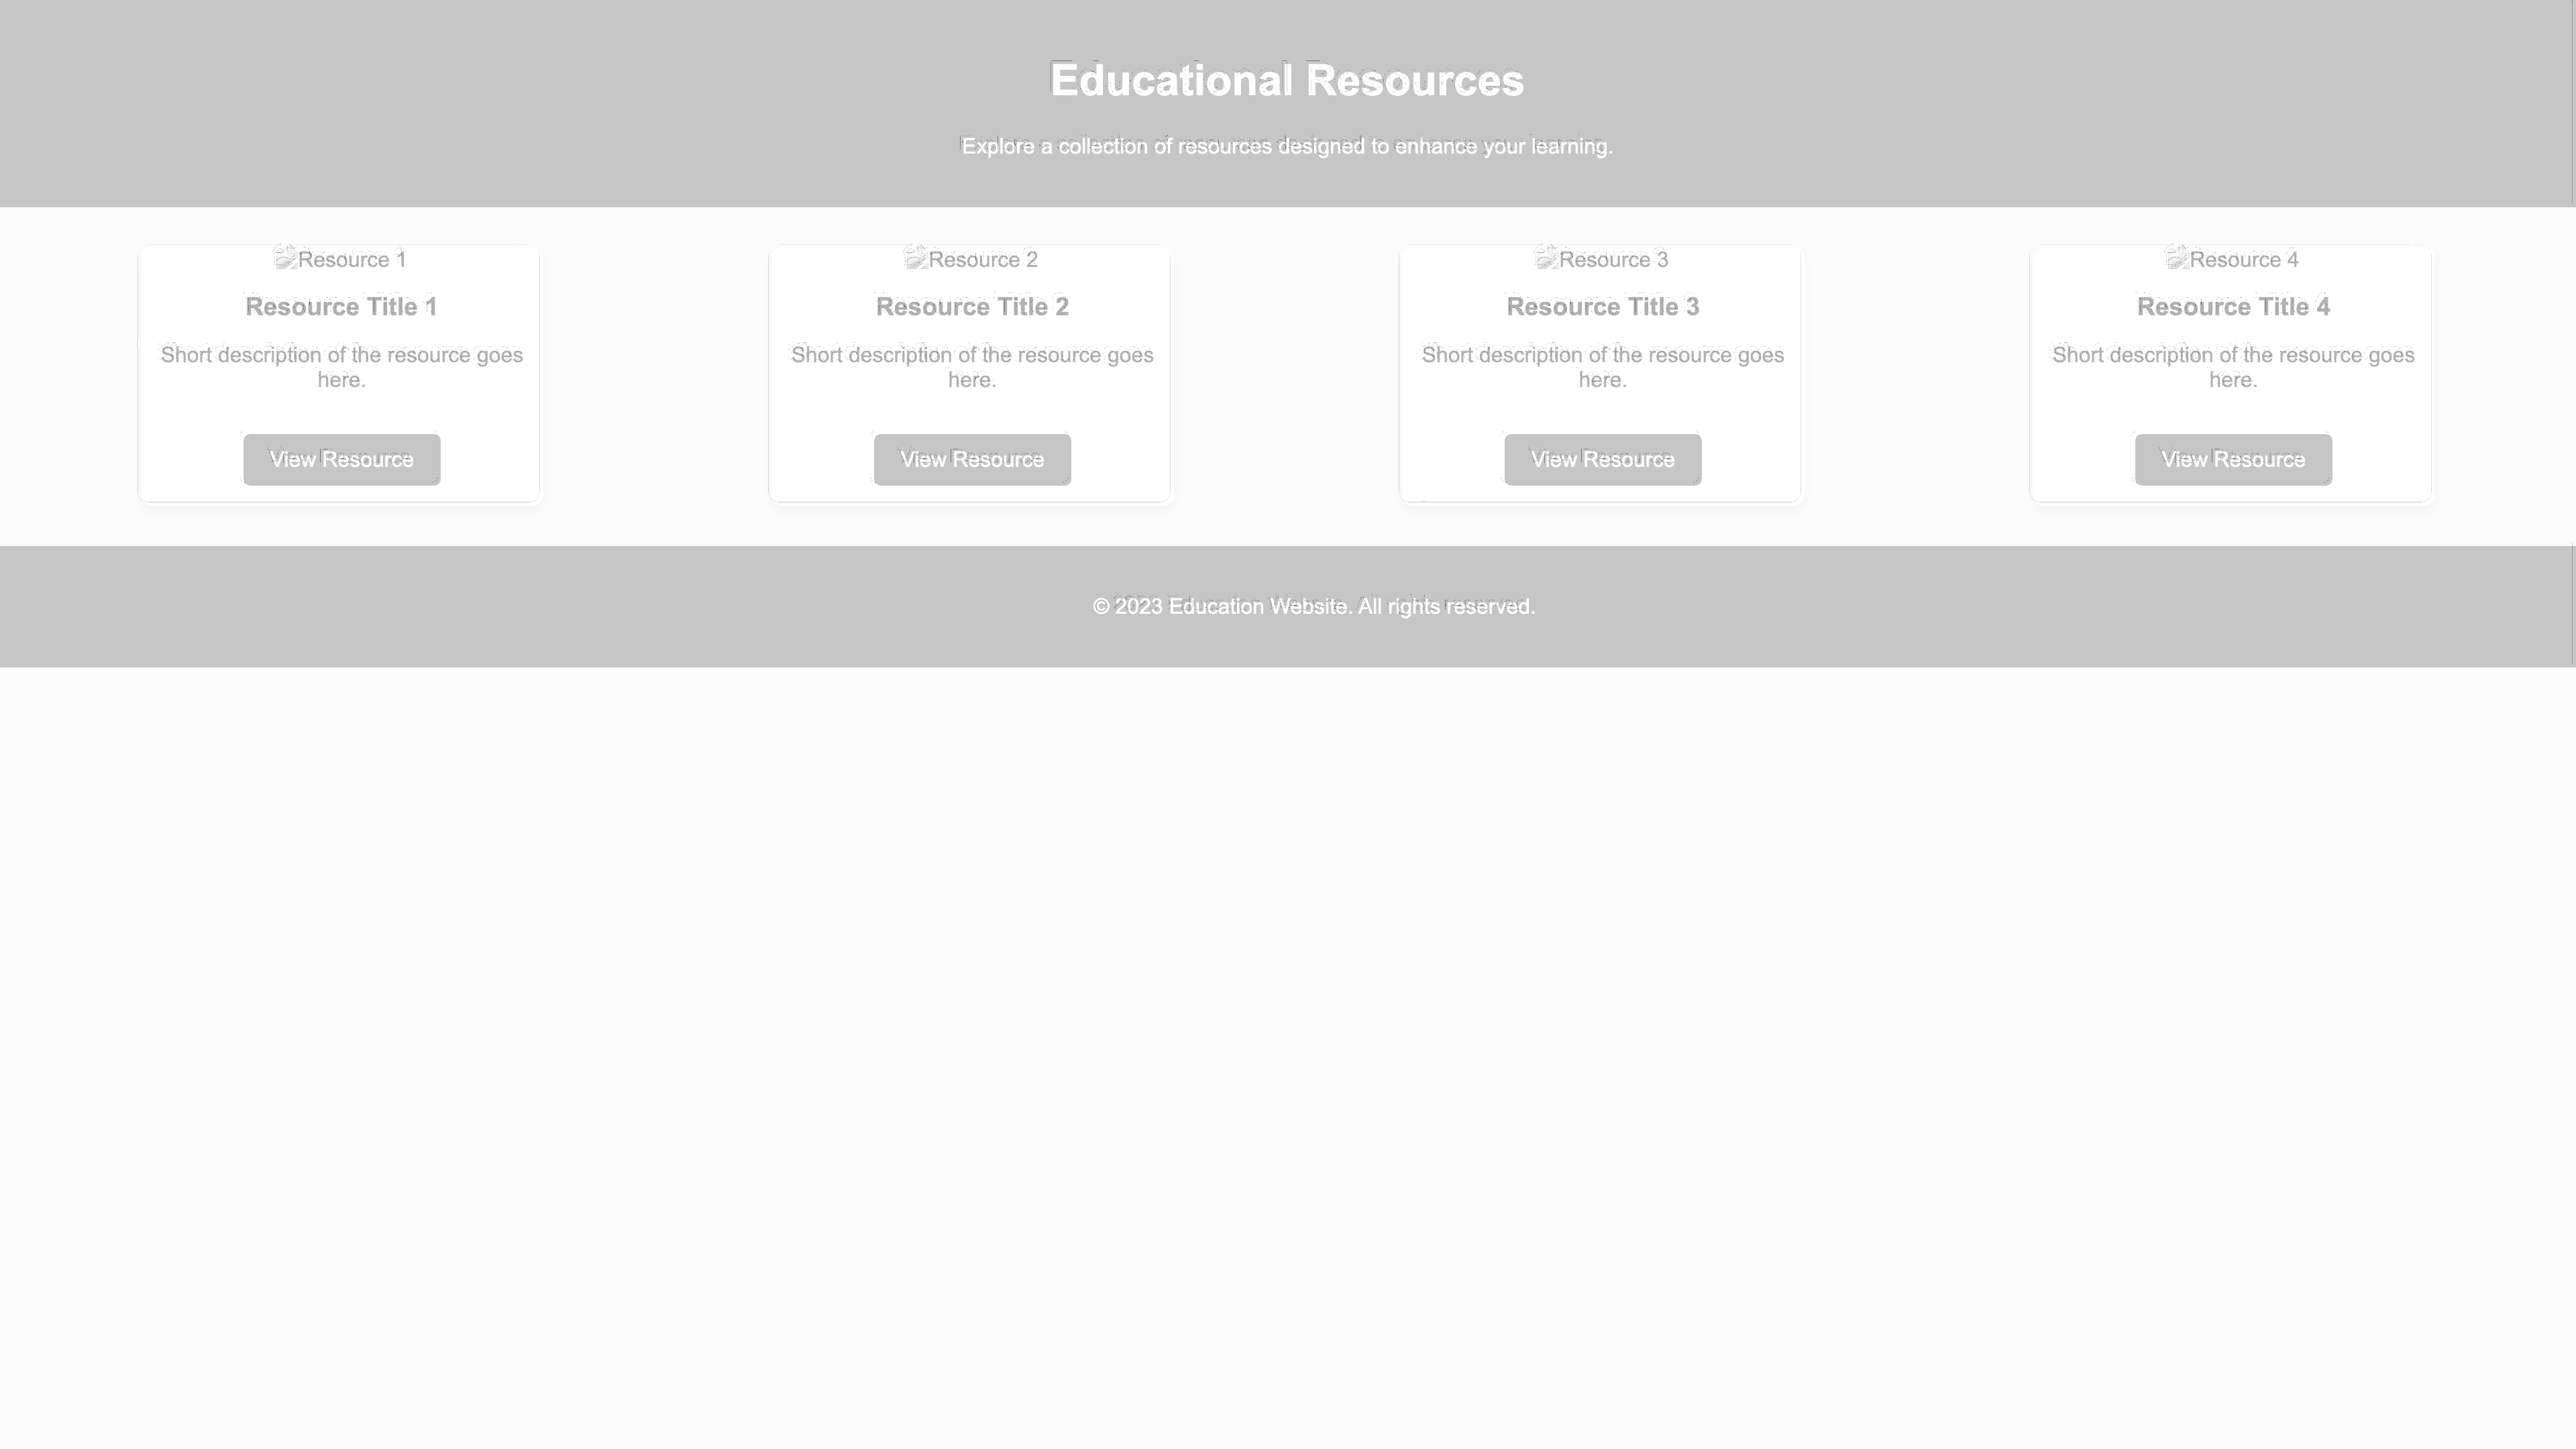 Educational Resources
Explore a collection of resources designed to enhance your learning.
Resource 1
Resource Title 1
Short description of the resource goes
here.
View Resource
Resource 2
Resource Title 2
Short description of the resource goes
here.
View Resource
Resource 3
Resource Title 3
Short description of the resource goes
here.
View Resource
Resource 4
Resource Title 4
Short description of the resource goes
here.
View Resource
© 2023 Education Website. All rights reserved.